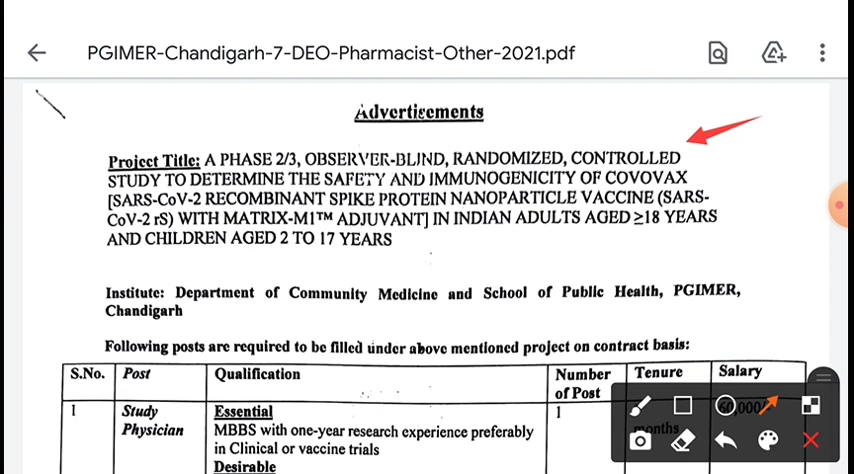 PGIMER-Chandigarh-7-DEO-Pharmacist-Other-2021.pdf
Advertisements
Project Title: A PHASE 2/3, OBSERVER-BLIND, RANDOMIZED, CONTROLLED
STUDY TO DETERMINE THE SAFETY AND IMMUNOGENICITY OF COVOVAX
[SARS-CoV-2 RECOMBINANT SPIKE PROTEIN NANOPARTICLE VACCINE (SARS-
CoV-2 rS) WITH MATRIX-M1™ ADJUVANT] IN INDIAN ADULTS AGED ≥18 YEARS
AND CHILDREN AGED 2 TO 17 YEARS
Institute: Department of Community Medicine and School of Public Health, PGIMER,
Chandigarh
Following posts are required to be filled under above mentioned project on contract basis:
S.No. Post Qualification Number of Post Tenure Salary
1 Study Physician Essential 1 months 60,000/
MBBS with one-year research experience preferably
in Clinical or vaccine trials
Desirable